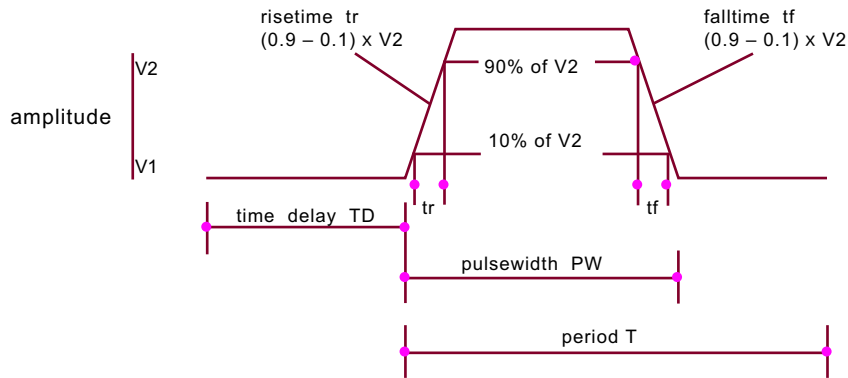 risetime tr
(0.9 – 0.1) x V2
falltime tf
(0.9 – 0.1) x V2
V2
90% of V2
amplitude
10% of V2
V1
tr
tf
time delay TD
pulsewidth PW
period T